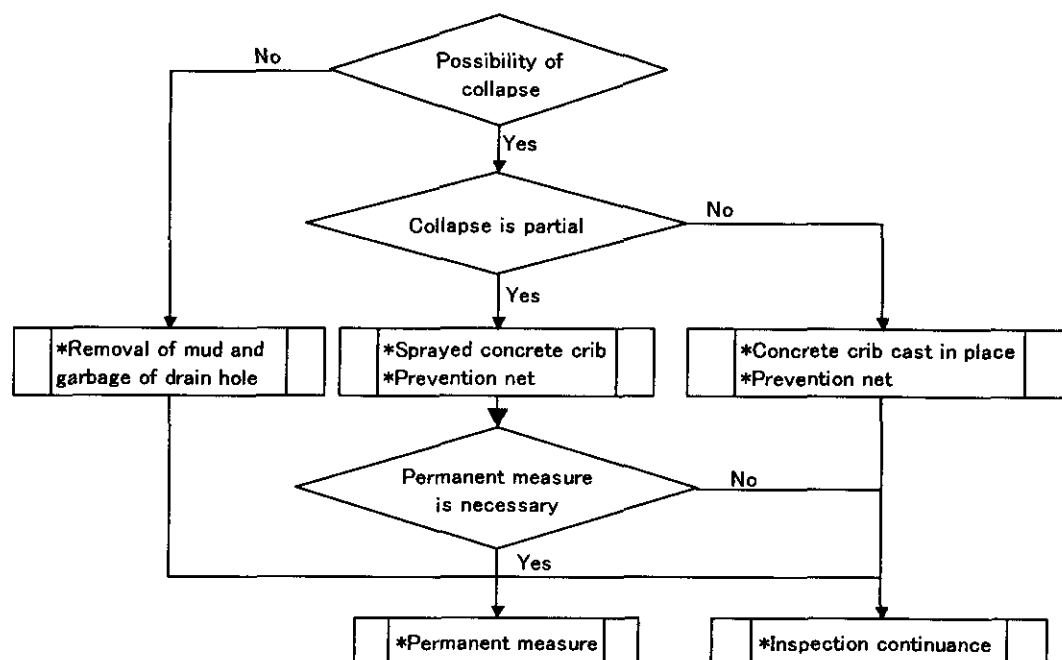 No
Possibility of
collapse
Yes
Collapse is partial
No
Yes
*Removal of mud and
garbage of drain hole
*Sprayed concrete crib
*Prevention net
*Concrete crib cast in place
*Prevention net
Permanent measure
is necessary
No
Yes
*Permanent measure
*Inspection continuance